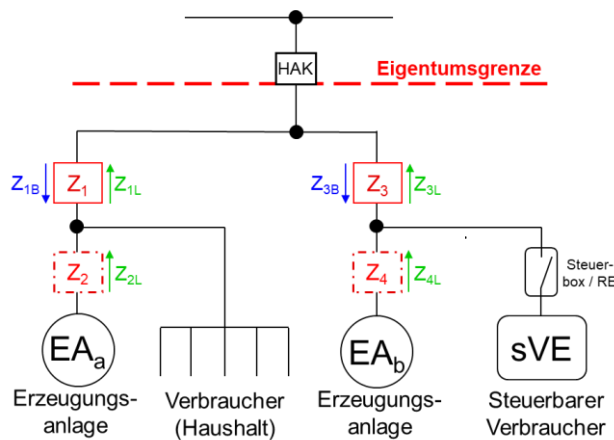 HAK
Eigentumsgrenze
Z1B
Z1
Z1L
Z3B
Z3
Z3L
Z2
Z2L
Z4
Z4L
Steuer-
box / RE
EAa
EAb
sVE
Erzeugungs-
anlage
Verbraucher
(Haushalt)
Erzeugungs-
anlage
Steuerbarer
Verbraucher